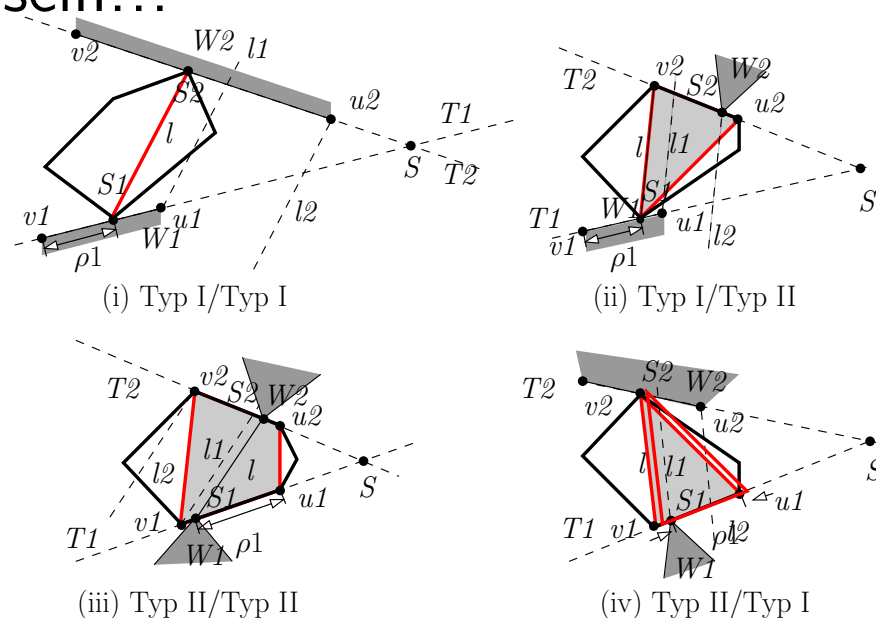 sein...
v2 W2 l1
S2 u2 T1
l S T2
S1 l2
v1 u1 W1
ρ1
(i) Typ I/Typ I
T2 v2 S2 W2 u2
l l1 S
T1 W1 S1 u1 l2
v1 ρ1
(ii) Typ I/Typ II
T2 v2 S2 W2 u2
l2 l1 l S
S1 u1
T1 v1 W1 ρ1
(iii) Typ II/Typ II
T2 S2 W2
v2 u2
l l1 S
S1 u1
T1 v1 ρ1 l2
W1
(iv) Typ II/Typ I